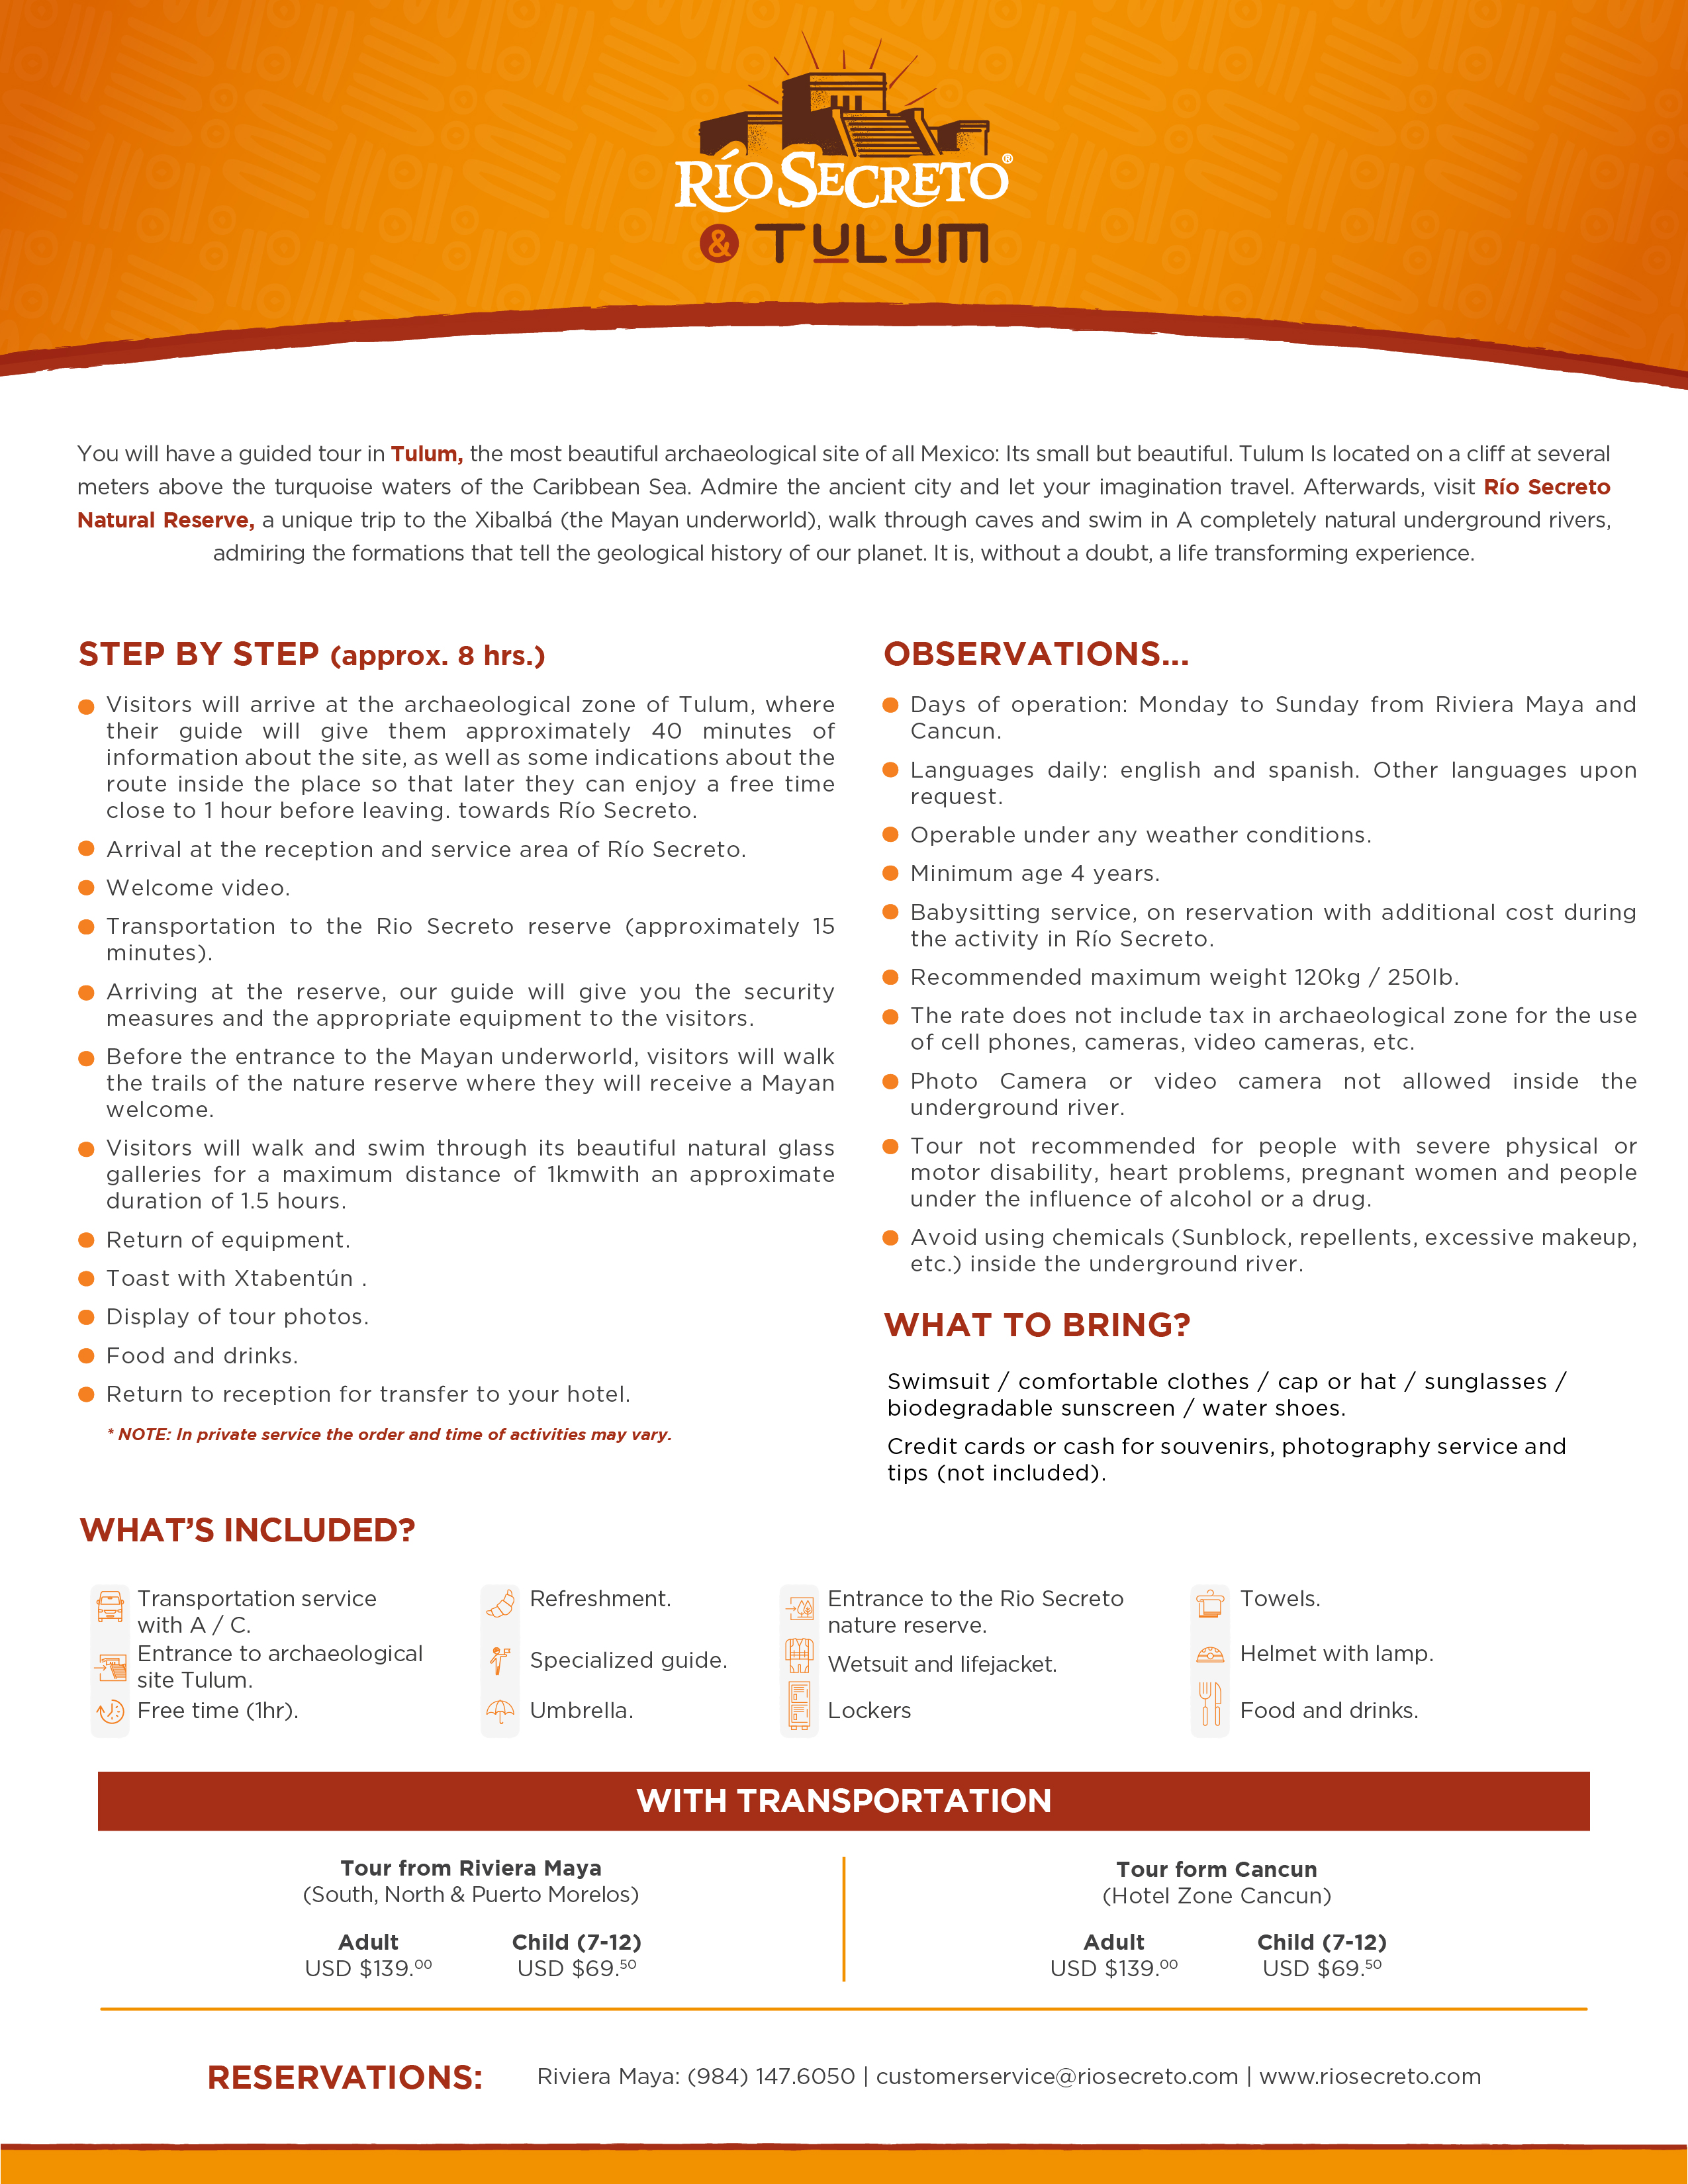 RÍO SECRETO®
& TULUM
You will have a guided tour in Tulum, the most beautiful archaeological site of all Mexico: Its small but beautiful. Tulum Is located on a cliff at several
meters above the turquoise waters of the Caribbean Sea. Admire the ancient city and let your imagination travel. Afterwards, visit Río Secreto
Natural Reserve, a unique trip to the Xibalbá (the Mayan underworld), walk through caves and swim in A completely natural underground rivers,
admiring the formations that tell the geological history of our planet. It is, without a doubt, a life transforming experience.
STEP BY STEP (approx. 8 hrs.)
Visitors will arrive at the archaeological zone of Tulum, where
their guide will give them approximately 40 minutes of
information about the site, as well as some indications about the
route inside the place so that later they can enjoy a free time
close to 1 hour before leaving. towards Río Secreto.
Arrival at the reception and service area of Río Secreto.
Welcome video.
Transportation to the Rio Secreto reserve (approximately 15
minutes).
Arriving at the reserve, our guide will give you the security
measures and the appropriate equipment to the visitors.
Before the entrance to the Mayan underworld, visitors will walk
the trails of the nature reserve where they will receive a Mayan
welcome.
Visitors will walk and swim through its beautiful natural glass
galleries for a maximum distance of 1kmwith an approximate
duration of 1.5 hours.
Return of equipment.
Toast with Xtabentún .
Display of tour photos.
Food and drinks.
Return to reception for transfer to your hotel.
* NOTE: In private service the order and time of activities may vary.
OBSERVATIONS...
Days of operation: Monday to Sunday from Riviera Maya and
Cancun.
Languages daily: english and spanish. Other languages upon
request.
Operable under any weather conditions.
Minimum age 4 years.
Babysitting service, on reservation with additional cost during
the activity in Río Secreto.
Recommended maximum weight 120kg / 250lb.
The rate does not include tax in archaeological zone for the use
of cell phones, cameras, video cameras, etc.
Photo Camera or video camera not allowed inside the
underground river.
Tour not recommended for people with severe physical or
motor disability, heart problems, pregnant women and people
under the influence of alcohol or a drug.
Avoid using chemicals (Sunblock, repellents, excessive makeup,
etc.) inside the underground river.
WHAT TO BRING?
Swimsuit / comfortable clothes / cap or hat / sunglasses /
biodegradable sunscreen / water shoes.
Credit cards or cash for souvenirs, photography service and
tips (not included).
WHAT'S INCLUDED?
Transportation service
with A / C.
Entrance to archaeological
site Tulum.
Free time (1hr).
Refreshment.
Specialized guide.
Umbrella.
Entrance to the Rio Secreto
nature reserve.
Wetsuit and lifejacket.
Lockers
Towels.
Helmet with lamp.
Food and drinks.
WITH TRANSPORTATION
Tour from Riviera Maya
(South, North & Puerto Morelos)
Adult Child (7-12)
USD $139.00 USD $69.50
Tour form Cancun
(Hotel Zone Cancun)
Adult Child (7-12)
USD $139.00 USD $69.50
RESERVATIONS: Riviera Maya: (984) 147.6050 | customerservice@riosecreto.com | www.riosecreto.com